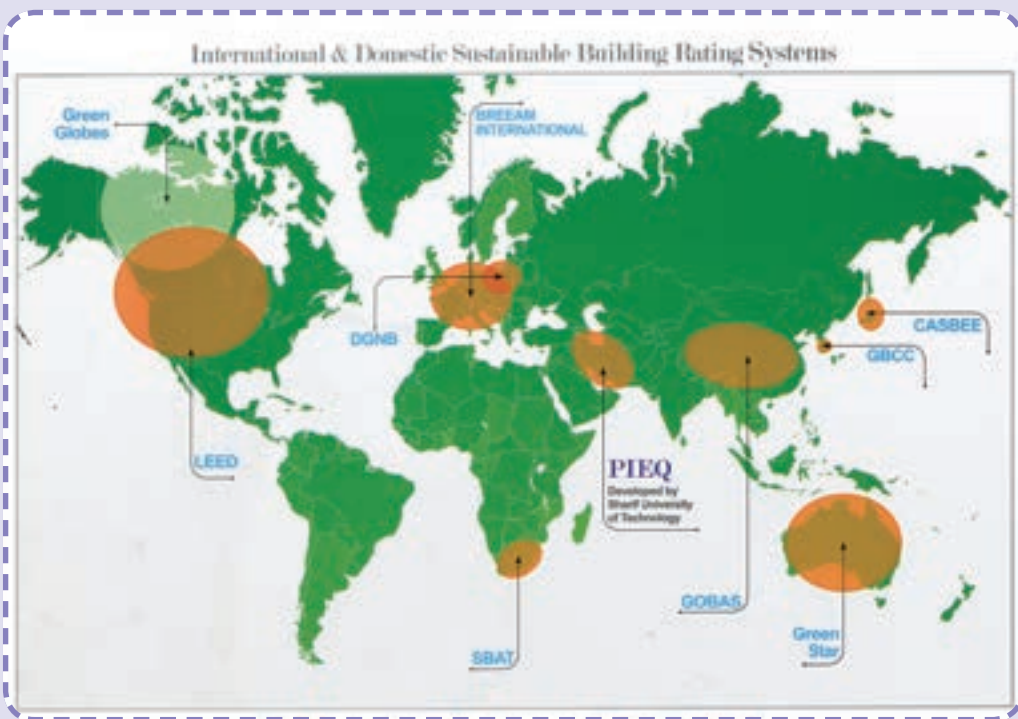 International & Domestic Sustainable Building Rating Systems
Green
Globes
BREEAM
INTERNATIONAL
DGNB
CASBEE
GBCC
LEED
PIEQ
Developed by
Sharif University
of Technology
GOBAS
Green
Star
SBAT